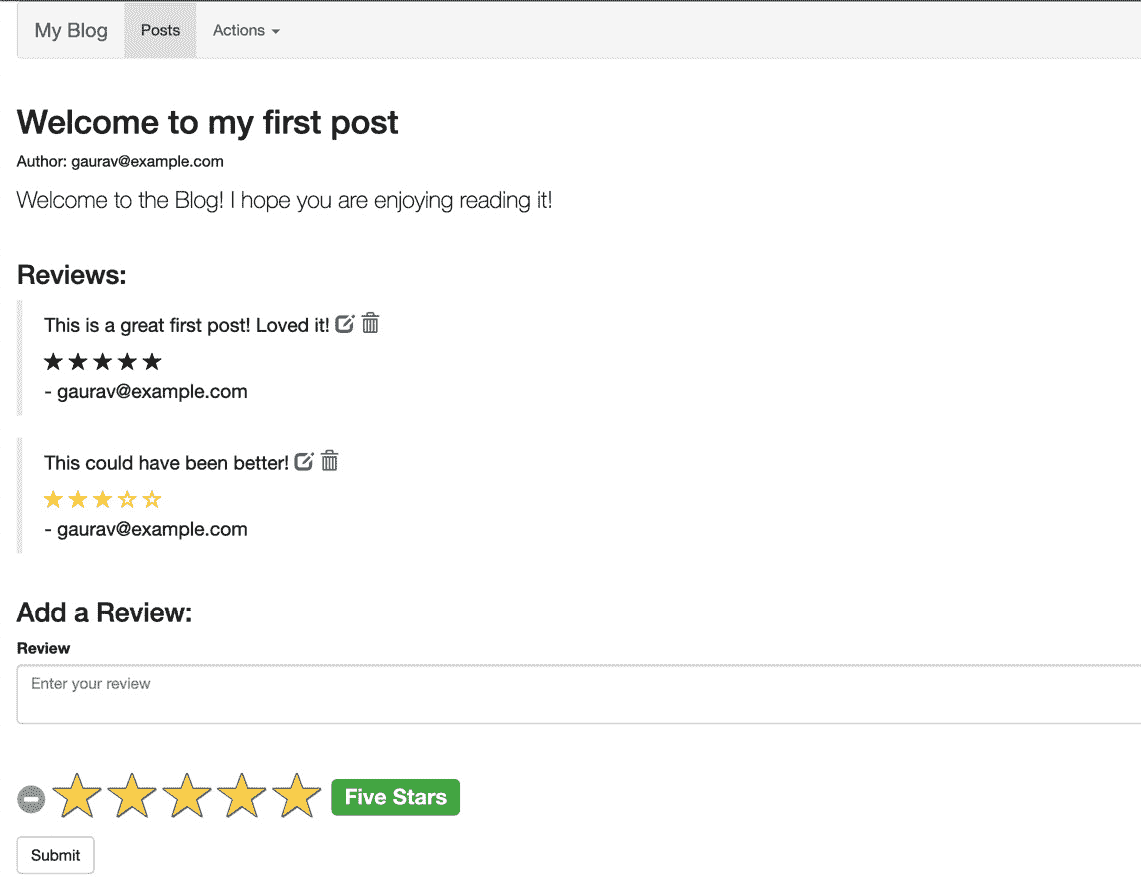 My Blog Posts Actions
Welcome to my first post
Author: gaurav@example.com
Welcome to the Blog! I hope you are enjoying reading it!
Reviews:
This is a great first post! Loved it!
- gaurav@example.com
This could have been better!
- gaurav@example.com
Add a Review:
Review
Enter your review
Five Stars
Submit